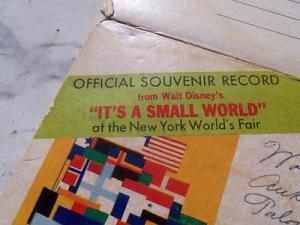 OFFICIAL SOUVENIR RECORD
from Walt Disney's
"IT'S A SMALL WORLD"
at the New York World's Fair